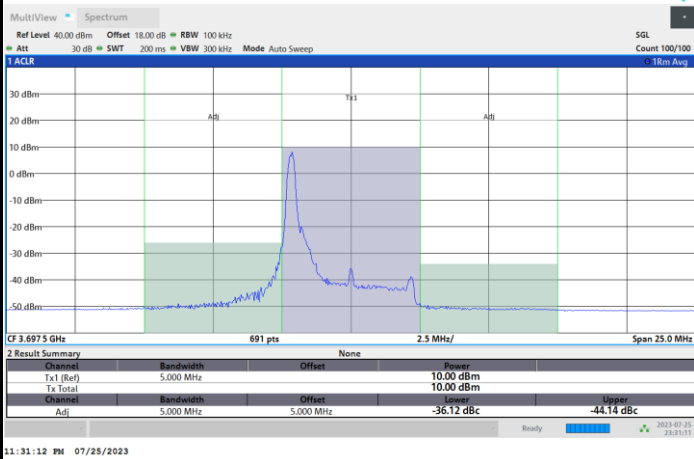 MultiView Spectrum
Ref Level 40.00 dBm Offset 18.00 dB RBW 100 kHz SGL
Att 30 dB SWT 200 ms VBW 300 kHz Mode Auto Sweep Count 100/100
1 ACLR 1Rm Avg
30 dBm
Tx1
20 dBm
Adj Adj
10 dBm
0 dBm
-10 dBm
-20 dBm
-30 dBm
-40 dBm
-50 dBm
CF 3.6975 GHz 691 pts 2.5 MHz/ Span 25.0 MHz
2 Result Summary None
Channel Bandwidth Offset Power
Tx1 (Ref) 5.000 MHz 10.00 dBm
Tx Total 10.00 dBm
Channel Bandwidth Offset Lower Upper
Adj 5.000 MHz 5.000 MHz -36.12 dBc -44.14 dBc
Ready 2023-07-25
23:31:11
11:31:12 PM 07/25/2023